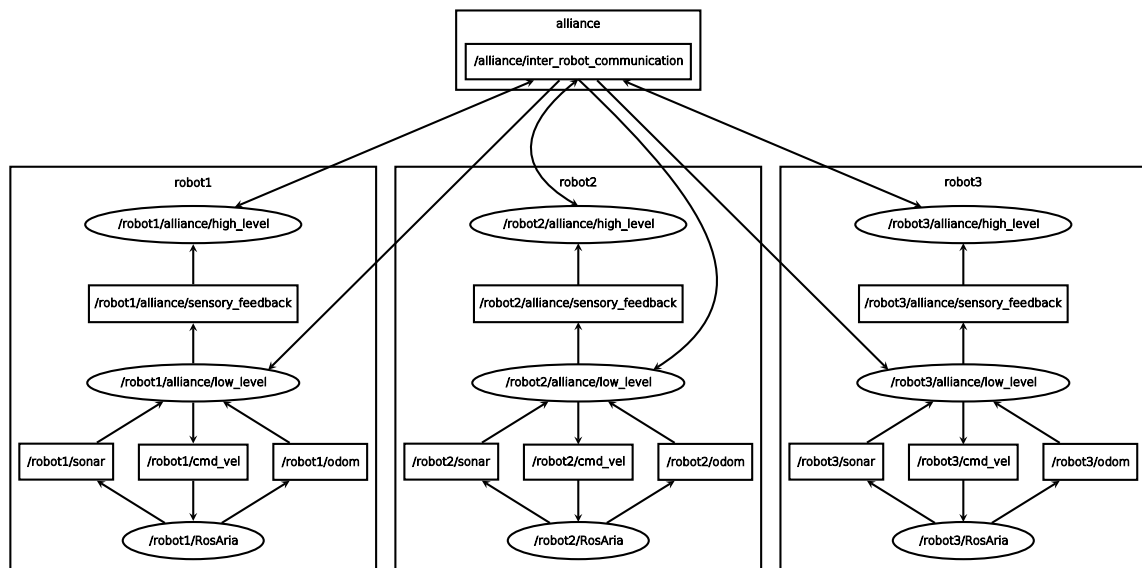 alliance
/alliance/inter_robot_communication
robot1
/robot1/alliance/high_level
/robot1/alliance/sensory_feedback
/robot1/alliance/low_level
/robot1/sonar
/robot1/cmd_vel
/robot1/odom
/robot1/RosAria
robot2
/robot2/alliance/high_level
/robot2/alliance/sensory_feedback
/robot2/alliance/low_level
/robot2/sonar
/robot2/cmd_vel
/robot2/odom
/robot2/RosAria
robot3
/robot3/alliance/high_level
/robot3/alliance/sensory_feedback
/robot3/alliance/low_level
/robot3/sonar
/robot3/cmd_vel
/robot3/odom
/robot3/RosAria